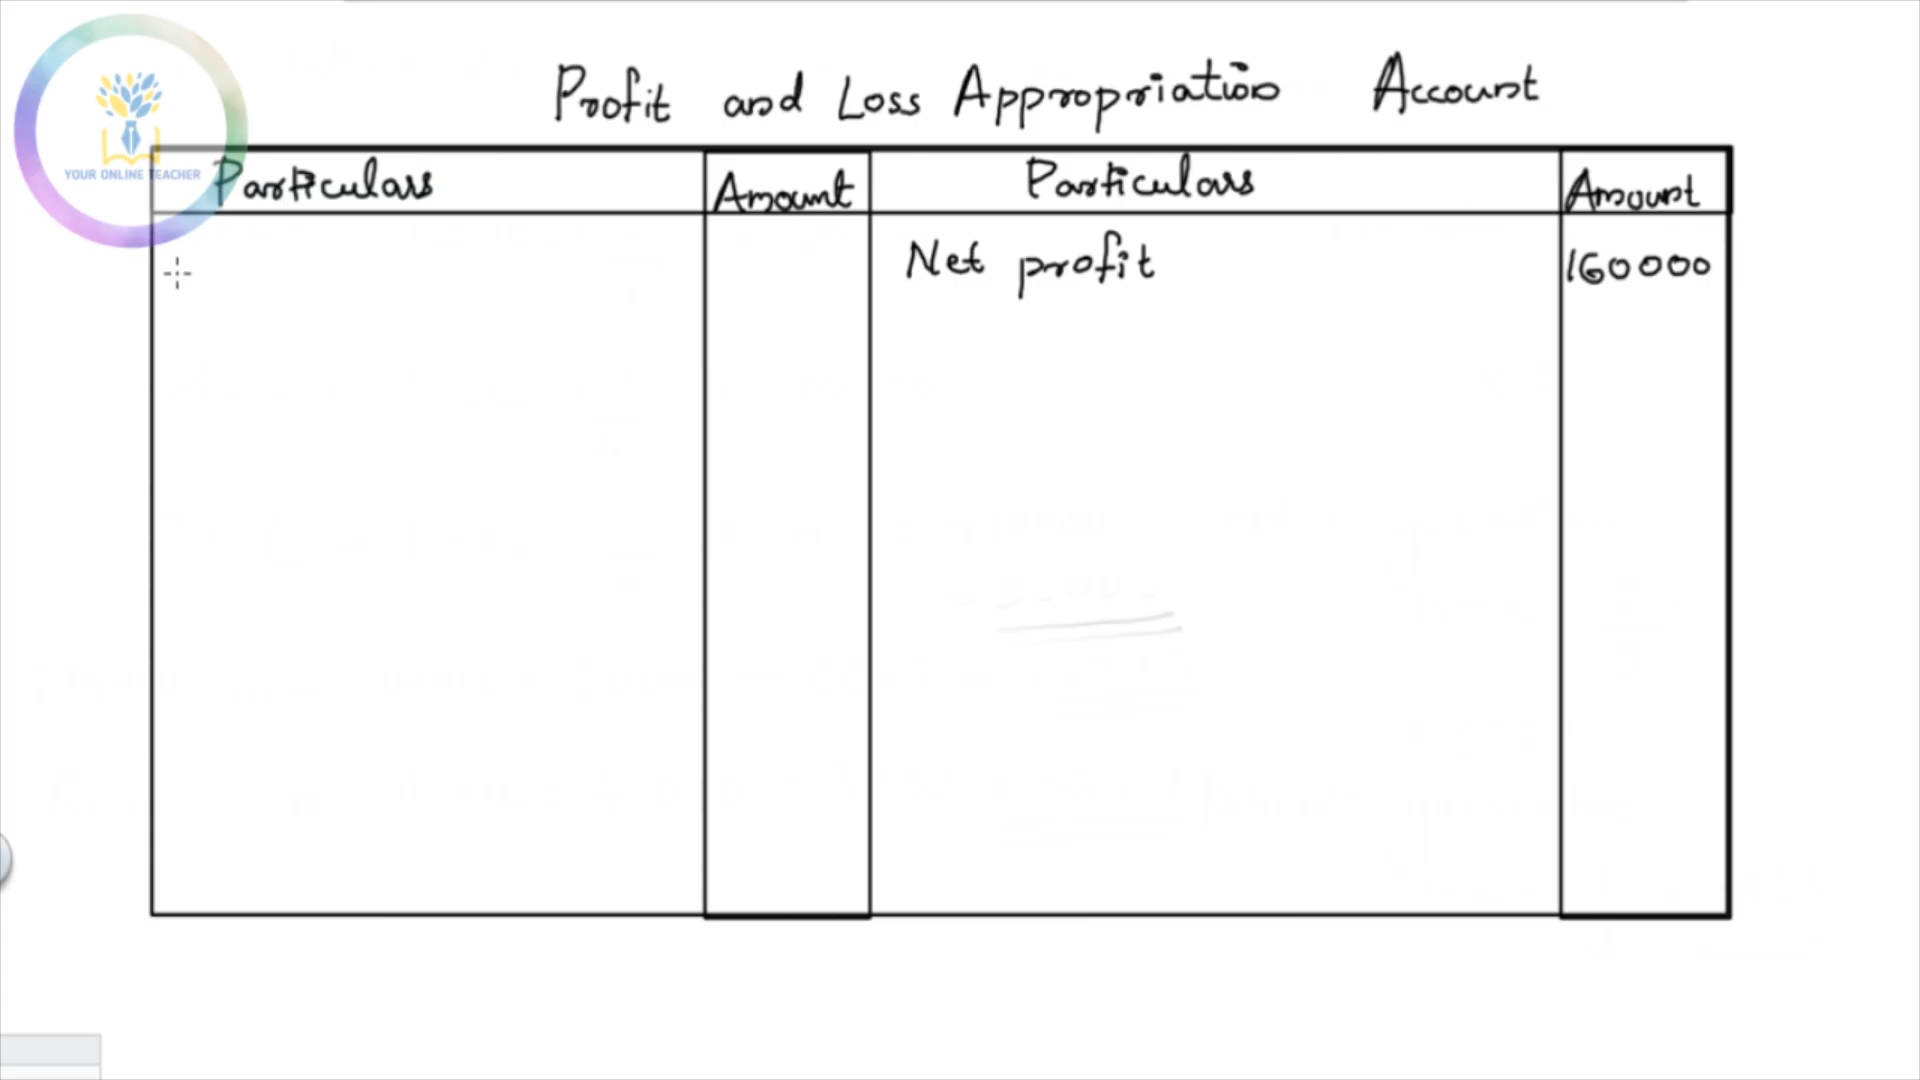 Profit and Loss Appropriation Account
YOUR ONLINE TEACHER
Particulars Amount Particulars Amount
Net profit 160000